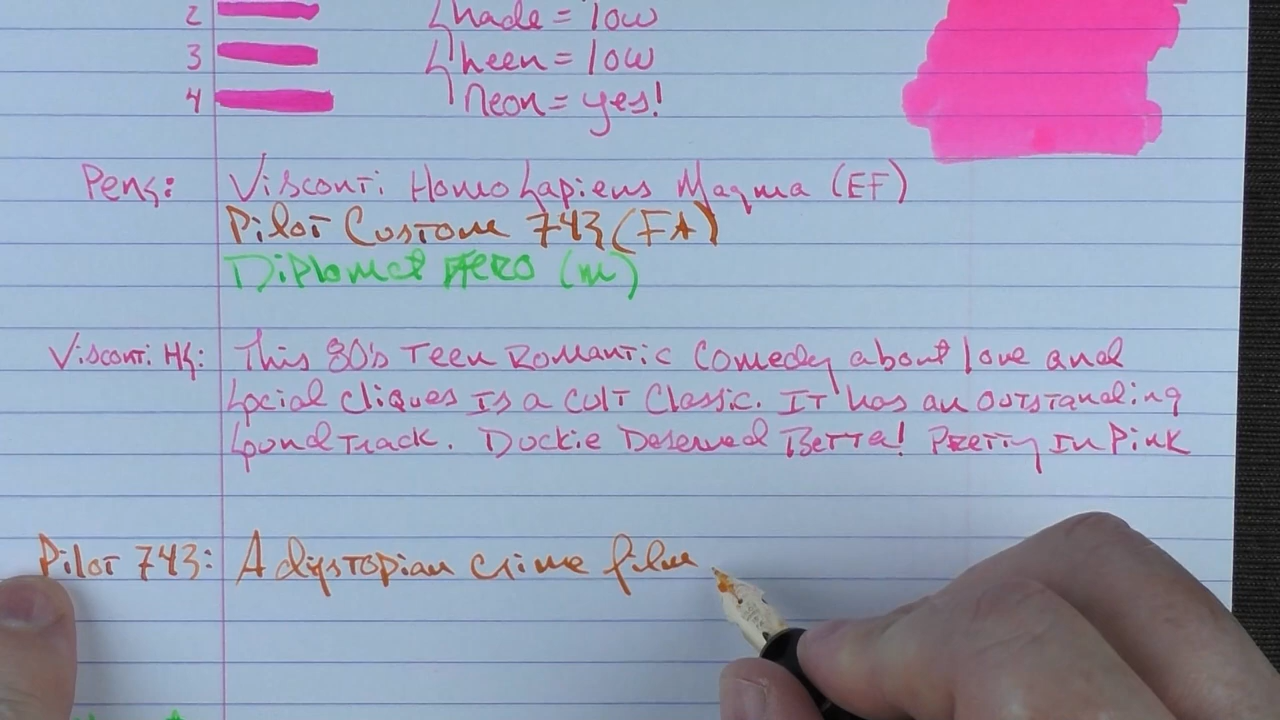 2 Shade = low
3 Sheen = low
4 Neon = yes!
Pens: Visconti HomoSapiens Magma (EF)
Pilot Custom 743 (FA)
Diplomat Aero (m)
Visconti HS: This 80's Teen Romantic Comedy about love and
Social Cliques Is a Cult Classic. It has an outstanding
Soundtrack. Duckie Deserved Better! Pretty In Pink
Pilot 743: A dystopian crime film